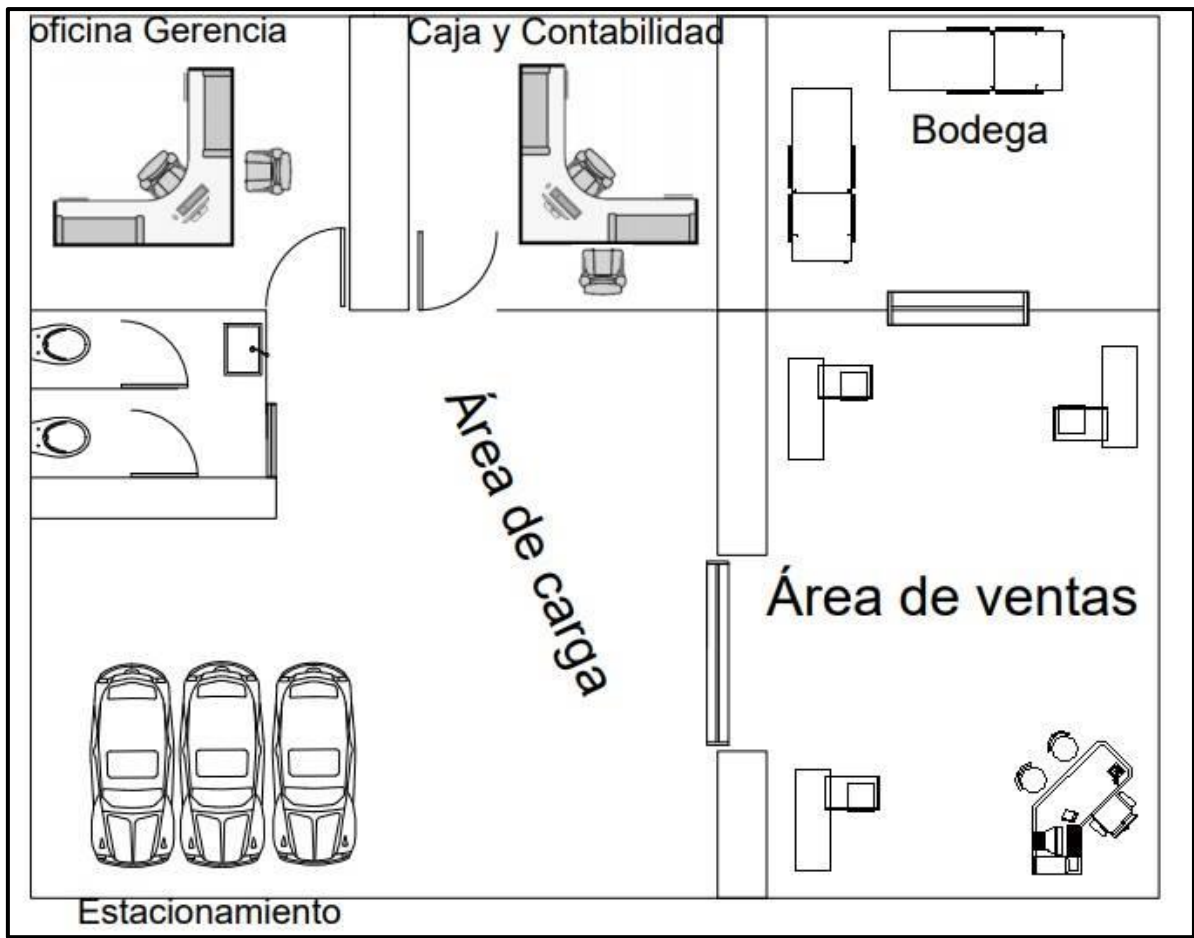 oficina Gerencia
Caja y Contabilidad
Bodega
Área de carga
Área de ventas
Estacionamiento